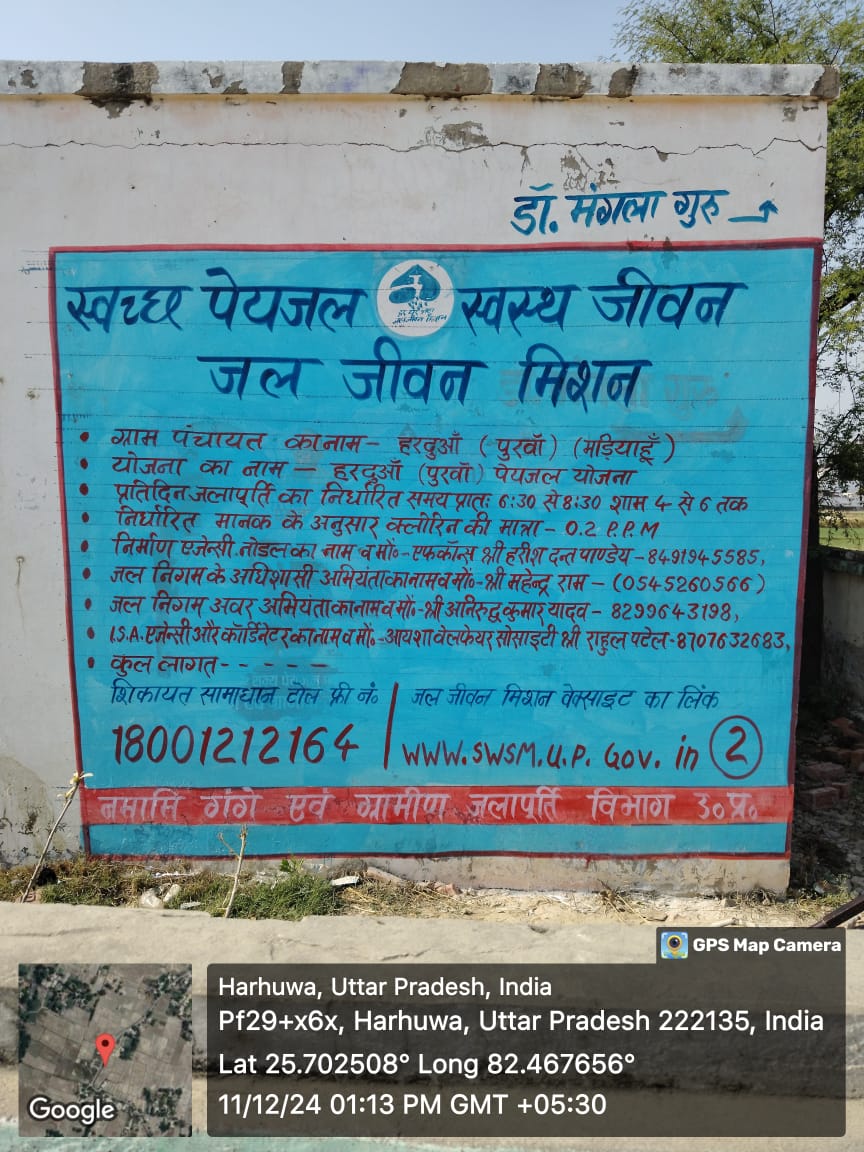 डॉ. मंगला गुरु
स्वच्छ पेयजल स्वस्थ जीवन
जल जीवन मिशन
• ग्राम पंचायत का नाम - हरदुआँ (पुरवॉ) (मड़ियाहूँ)
• योजना का नाम - हरदुआँ (पुरवॉ) पेयजल योजना
• प्रतिदिन जलापूर्ति का निर्धारित समय प्रातः 6:30 से 8:30 शाम 4 से 6 तक
• निर्धारित मानक के अनुसार क्लोरिन की मात्रा - 0.2 P.P.M
• निर्माण एजेन्सी नोडल का नाम व मो॰- एफकॉन्स श्री हरीश दन्त पाण्डेय - 8491945585,
• जल निगम के अधिशासी अभियंता का नाम व मो॰- श्री महेन्द्र राम - (0545260566)
• जल निगम अवर अभियंता का नाम व मो॰- श्री अनिरुद्ध कुमार यादव - 8299643198,
• I.S.A. एजेन्सी और कॉर्डिनेटर का नाम व मो॰- आयशा वेलफेयर सोसाइटी श्री राहुल पटेल - 8707632683,
• कुल लागत - - - - - -
शिकायत सामाधान टोल फ्री नं॰ | जल जीवन मिशन वेक्साइट का लिंक
18001212164 | WWW.SWSM.U.P. Gov. in 2
नमामि गंगे एवं ग्रामीण जलापूर्ति विभाग उ॰प्र॰
GPS Map Camera
Harhuwa, Uttar Pradesh, India
Pf29+x6x, Harhuwa, Uttar Pradesh 222135, India
Lat 25.702508° Long 82.467656°
11/12/24 01:13 PM GMT +05:30
Google